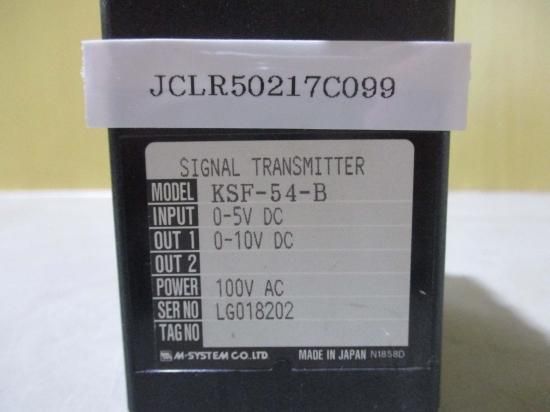 JCLR50217C099
SIGNAL TRANSMITTER
MODEL KSF-54-B
INPUT 0-5V DC
OUT 1 0-10V DC
OUT 2
POWER 100V AC
SER NO LG018202
TAG NO
M-SYSTEM CO.,LTD. MADE IN JAPAN N1858D